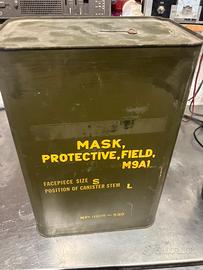 MASK,
PROTECTIVE, FIELD,
M9A1
FACEPIECE SIZE S
POSITION OF CANISTER STEM L